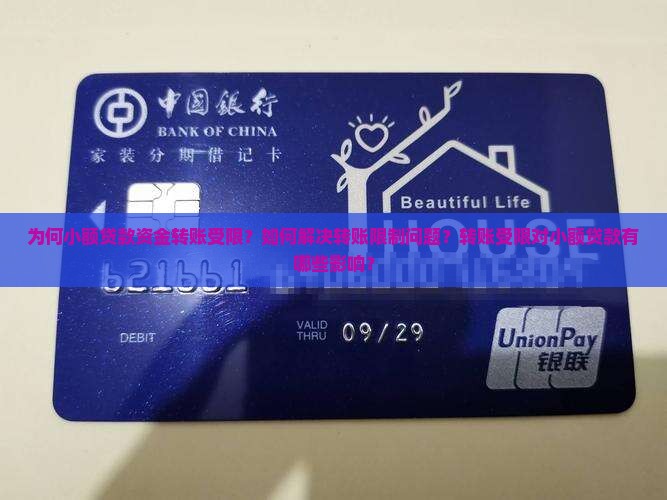 中国银行
BANK OF CHINA
家装分期借记卡
Beautiful Life
HOUSE
为何小额贷款资金转账受限？如何解决转账限制问题？转账受限对小额贷款有
哪些影响？
621661
DEBIT
VALID
THRU
09/29
UnionPay
银联